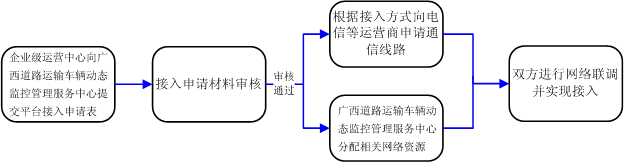 企业级运营中心向广
西道路运输车辆动态
监控管理服务中心提
交平台接入申请表
接入申请材料审核
审核
通过
根据接入方式向电
信等运营商申请通
信线路
广西道路运输车辆动
态监控管理服务中心
分配相关网络资源
双方进行网络联调
并实现接入